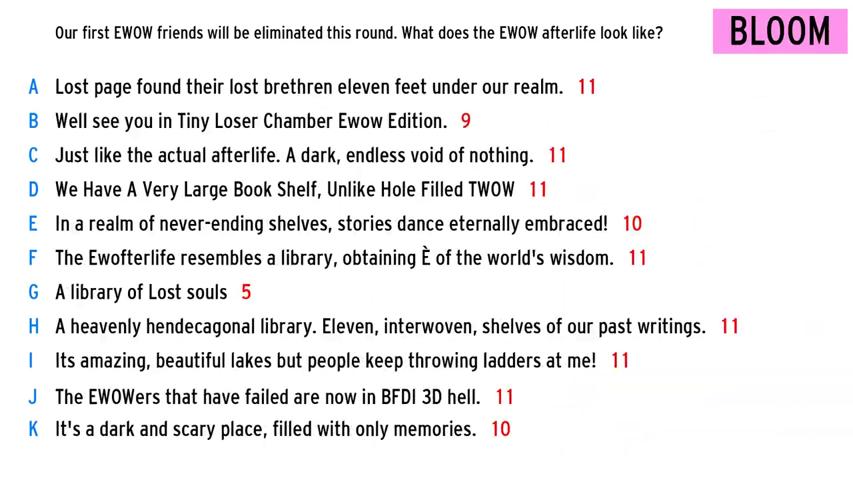 Our first EWOW friends will be eliminated this round. What does the EWOW afterlife look like?
BLOOM
A Lost page found their lost brethren eleven feet under our realm. 11
B Well see you in Tiny Loser Chamber Ewow Edition. 9
C Just like the actual afterlife. A dark, endless void of nothing. 11
D We Have A Very Large Book Shelf, Unlike Hole Filled TWOW 11
E In a realm of never-ending shelves, stories dance eternally embraced! 10
F The Ewofterlife resembles a library, obtaining È of the world's wisdom. 11
G A library of Lost souls 5
H A heavenly hendecagonal library. Eleven, interwoven, shelves of our past writings. 11
I Its amazing, beautiful lakes but people keep throwing ladders at me! 11
J The EWOWers that have failed are now in BFDI 3D hell. 11
K It's a dark and scary place, filled with only memories. 10